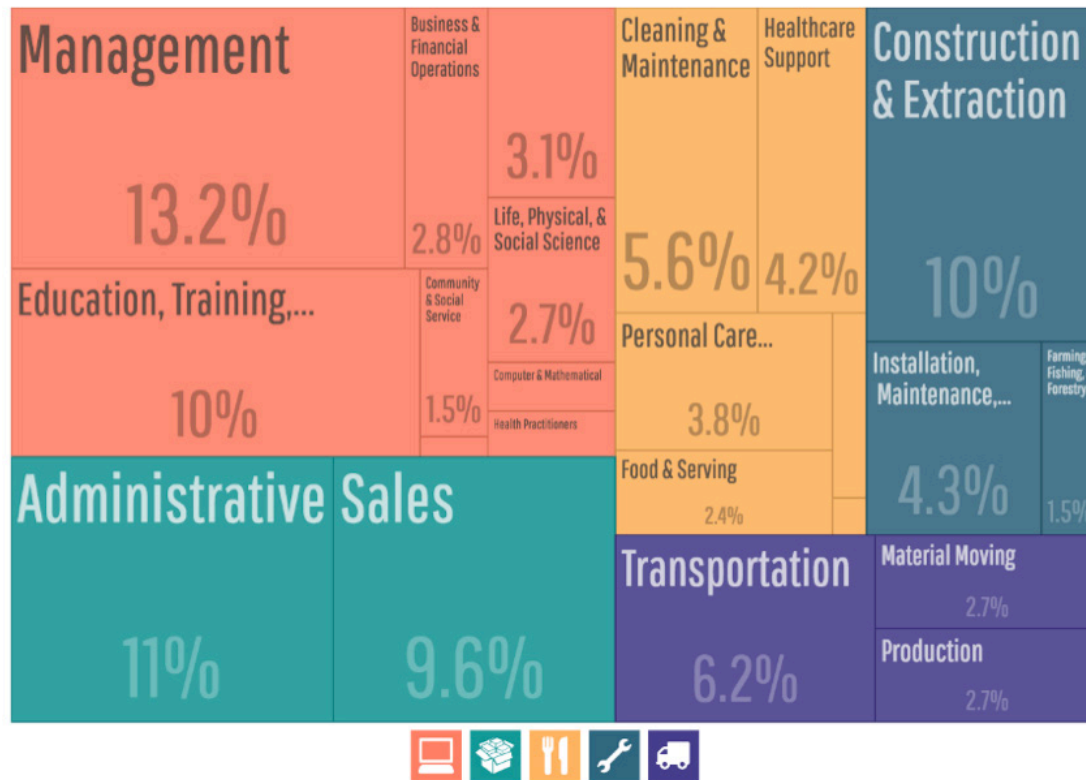 Management
13.2%
Business &
Financial
Operations
2.8%
3.1%
Life, Physical, &
Social Science
2.7%
Education, Training,...
10%
Community
& Social
Service
1.5%
Computer & Mathematical
Health Practitioners
Administrative
11%
Sales
9.6%
Cleaning &
Maintenance
5.6%
Healthcare
Support
4.2%
Personal Care...
3.8%
Food & Serving
2.4%
Construction
& Extraction
10%
Installation,
Maintenance,...
4.3%
Farming,
Fishing,
Forestry
1.5%
Transportation
6.2%
Material Moving
2.7%
Production
2.7%